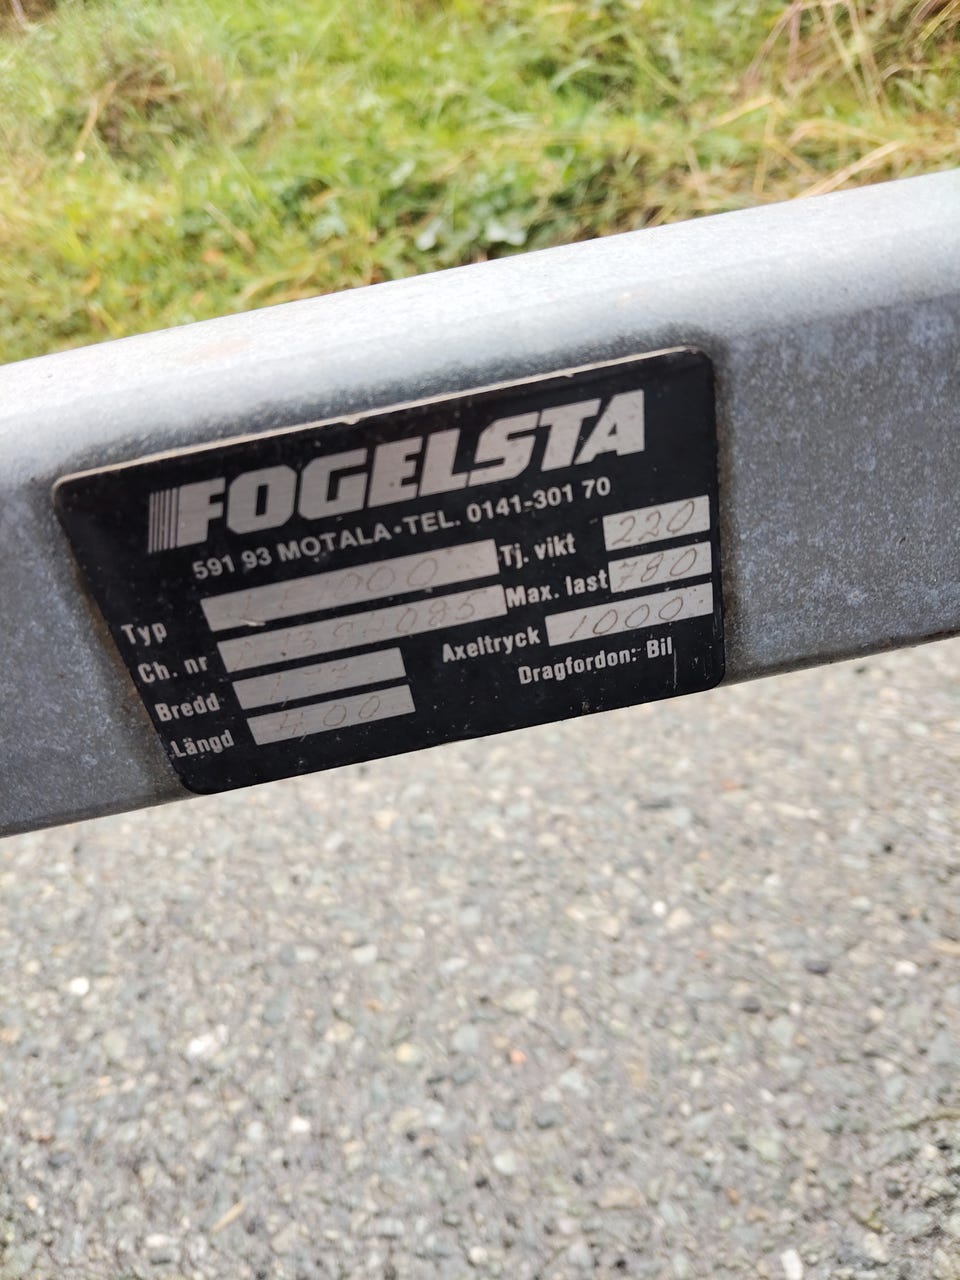 FOGELSTA
591 93 MOTALA • TEL. 0141-301 70
Typ
Ch. nr
Bredd
Längd 400
Tj. vikt 220
Max. last 780
Axeltryck 1000
Dragfordon: Bil